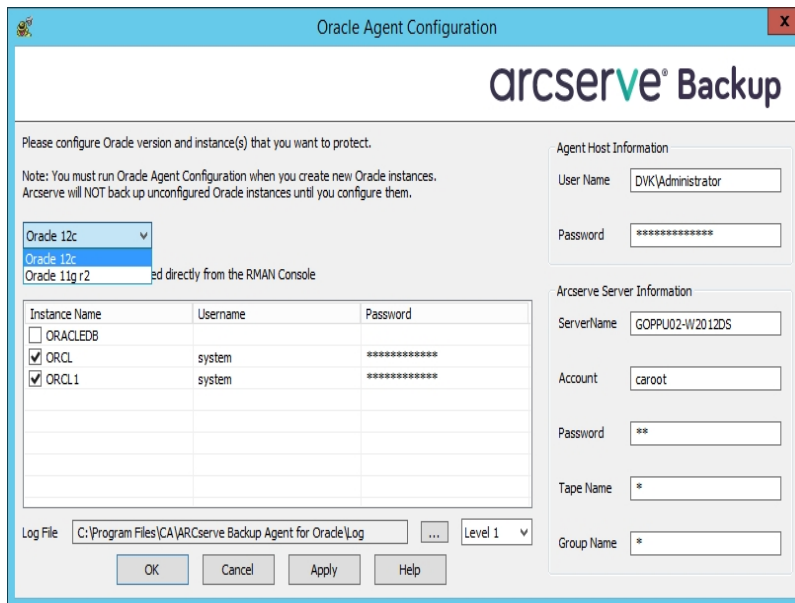 Oracle Agent Configuration
x
arcserve® Backup
Please configure Oracle version and instance(s) that you want to protect.
Note: You must run Oracle Agent Configuration when you create new Oracle instances.
Arcserve will NOT back up unconfigured Oracle instances until you configure them.
Oracle 12c
Oracle 12c
Oracle 11g r2
ed directly from the RMAN Console
Instance Name Username Password
ORACLEDB
ORCL system ************
ORCL1 system ************
Log File C:\Program Files\CA\ARCserve Backup Agent for Oracle\Log ... Level 1
OK Cancel Apply Help
Agent Host Information
User Name DVK\Administrator
Password *************
Arcserve Server Information
ServerName GOPPU02-W2012DS
Account caroot
Password **
Tape Name *
Group Name *